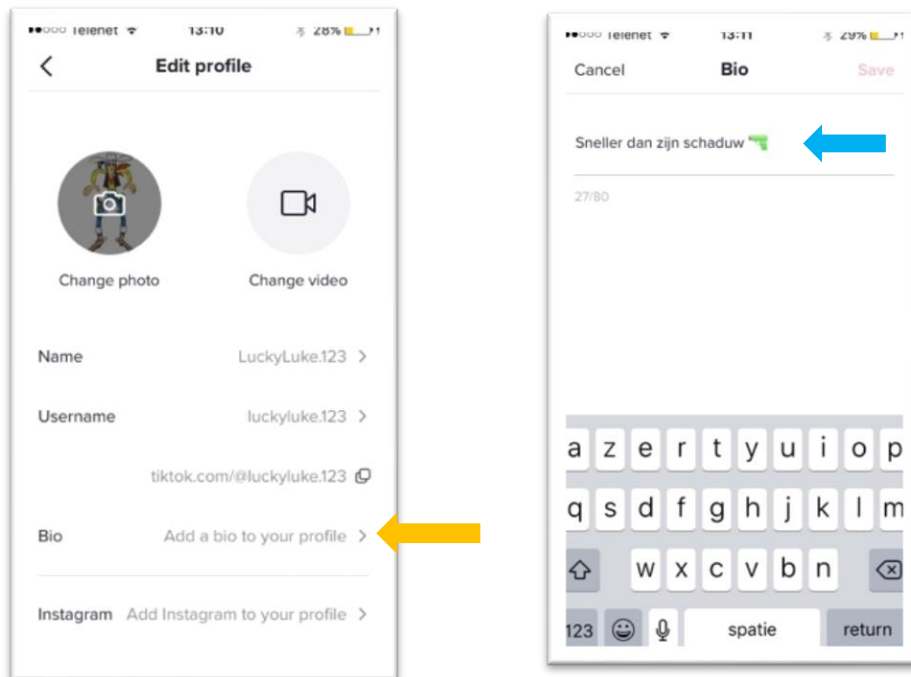 Telenet 13:10 28%
Edit profile
Change photo Change video
Name LuckyLuke.123 >
Username luckyluke.123 >
tiktok.com/@luckyluke.123
Bio Add a bio to your profile >
Instagram Add Instagram to your profile >
Telenet 13:11 29%
Cancel Bio Save
Sneller dan zijn schaduw 🔫
27/80
a z e r t y u i o p
q s d f g h j k l m
w x c v b n
123 spatie return